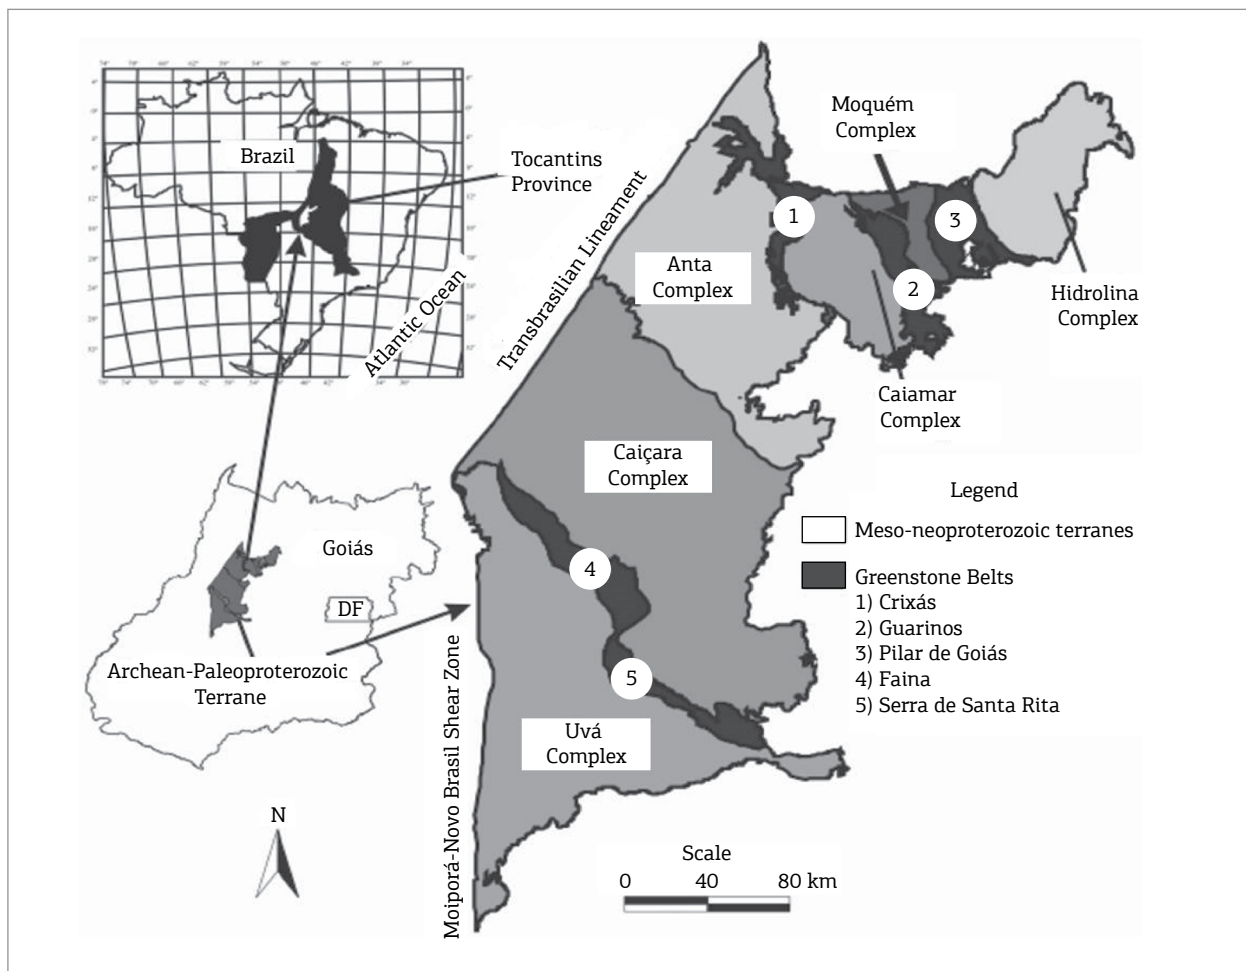 Brazil
Tocantins
Province
Atlantic Ocean
Transbrasilian Lineament
Moquém
Complex
1
3
2
Anta
Complex
Hidrolina
Complex
Caiamar
Complex
Caiçara
Complex
4
5
Uvá
Complex
Goiás
DF
Archean-Paleoproterozoic
Terrane
Moiporá-Novo Brasil Shear Zone
N
Legend
Meso-neoproterozoic terranes
Greenstone Belts
1) Crixás
2) Guarinos
3) Pilar de Goiás
4) Faina
5) Serra de Santa Rita
Scale
0 40 80 km